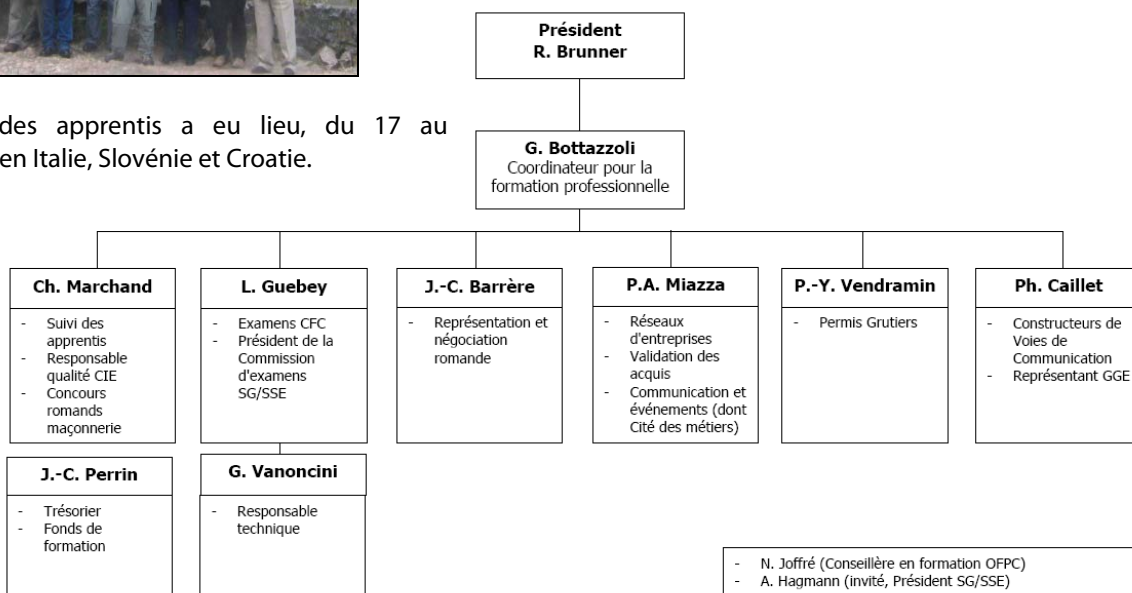 Président
R. Brunner
des apprentis a eu lieu, du 17 au
en Italie, Slovénie et Croatie.
G. Bottazzoli
Coordinateur pour la
formation professionnelle
Ch. Marchand
- Suivi des
apprentis
- Responsable
qualité CIE
- Concours
romands
maçonnerie
L. Guebey
- Examens CFC
- Président de la
Commission
d'examens
SG/SSE
J.-C. Barrère
- Représentation et
négociation
romande
P.A. Miazza
- Réseaux
d'entreprises
- Validation des
acquis
- Communication et
événements (dont
Cité des métiers)
P.-Y. Vendramin
- Permis Grutiers
Ph. Caillet
- Constructeurs de
Voies de
Communication
- Représentant GGE
J.-C. Perrin
- Trésorier
- Fonds de
formation
G. Vanoncini
- Responsable
technique
- N. Joffré (Conseillère en formation OFPC)
- A. Hagmann (invité, Président SG/SSE)